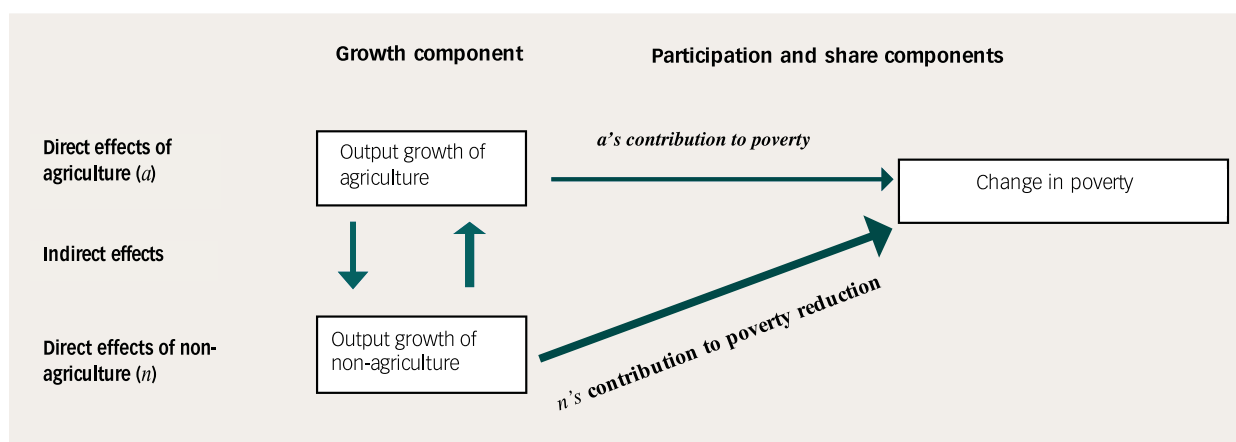 Growth component
Participation and share components
Direct effects of
agriculture (a)
Output growth of
agriculture
a's contribution to poverty
Change in poverty
Indirect effects
Direct effects of non-
agriculture (n)
Output growth of
non-agriculture
n's contribution to poverty reduction